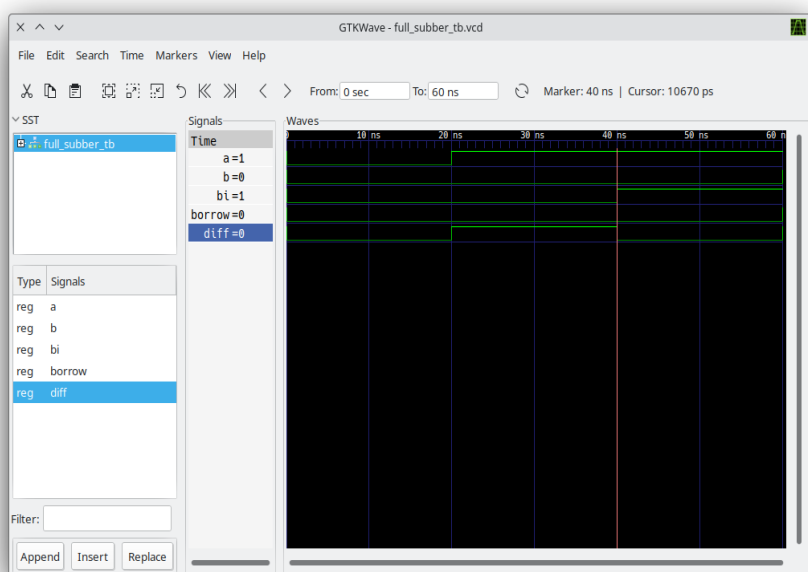 GTKWave - full_subber_tb.vcd
File Edit Search Time Markers View Help
From: 0 sec To: 60 ns Marker: 40 ns | Cursor: 10670 ps
SST
full_subber_tb
Type Signals
reg a
reg b
reg bi
reg borrow
reg diff
Filter:
Append Insert Replace
Signals
Time
a=1
b=0
bi=1
borrow=0
diff=0
Waves
10 ns 20 ns 30 ns 40 ns 50 ns 60 n